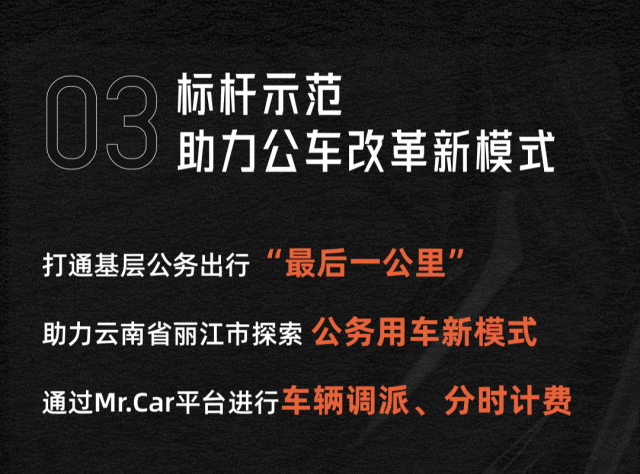 03
标杆示范
助力公车改革新模式
打通基层公务出行“最后一公里”
助力云南省丽江市探索 公务用车新模式
通过Mr.Car平台进行车辆调派、分时计费